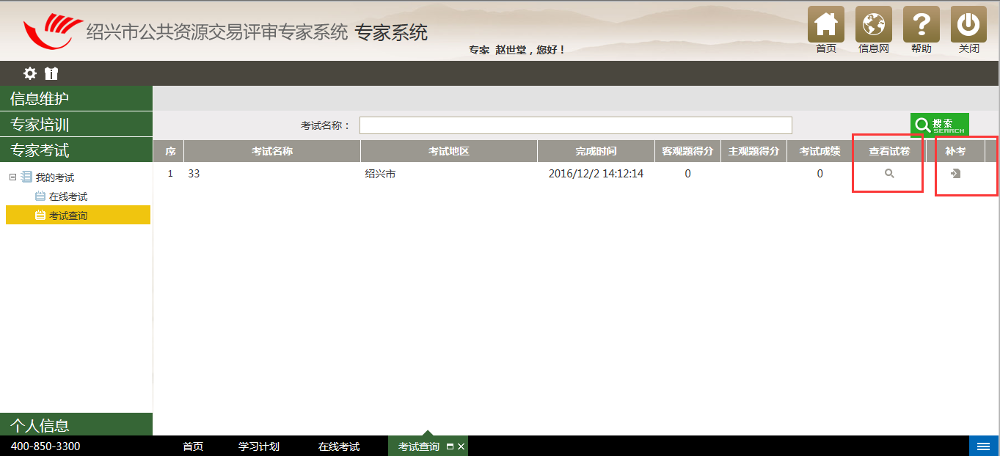 绍兴市公共资源交易评审专家系统 专家系统
专家 赵世堂，您好！
首页 信息网 帮助 关闭
信息维护
专家培训
专家考试
我的考试
在线考试
考试查询
个人信息
考试名称：
搜索
SEARCH
序 考试名称 考试地区 完成时间 客观题得分 主观题得分 考试成绩 查看试卷 补考
1 33 绍兴市 2016/12/2 14:12:14 0 0
400-850-3300 首页 学习计划 在线考试 考试查询